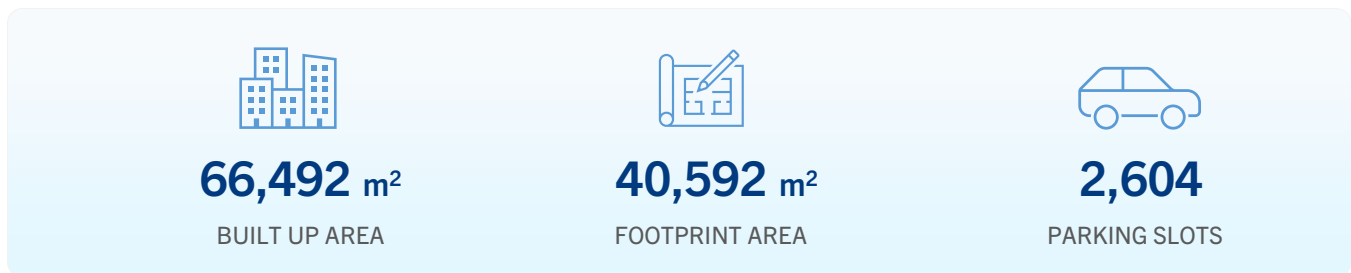 66,492 m²
BUILT UP AREA
40,592 m²
FOOTPRINT AREA
2,604
PARKING SLOTS